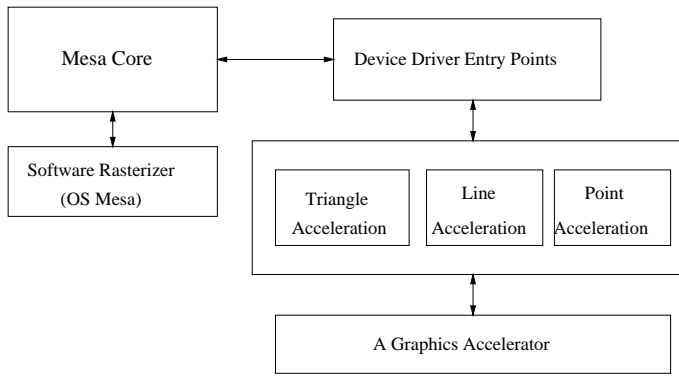 Mesa Core
Device Driver Entry Points
Software Rasterizer
(OS Mesa)
Triangle
Acceleration
Line
Acceleration
Point
Acceleration
A Graphics Accelerator